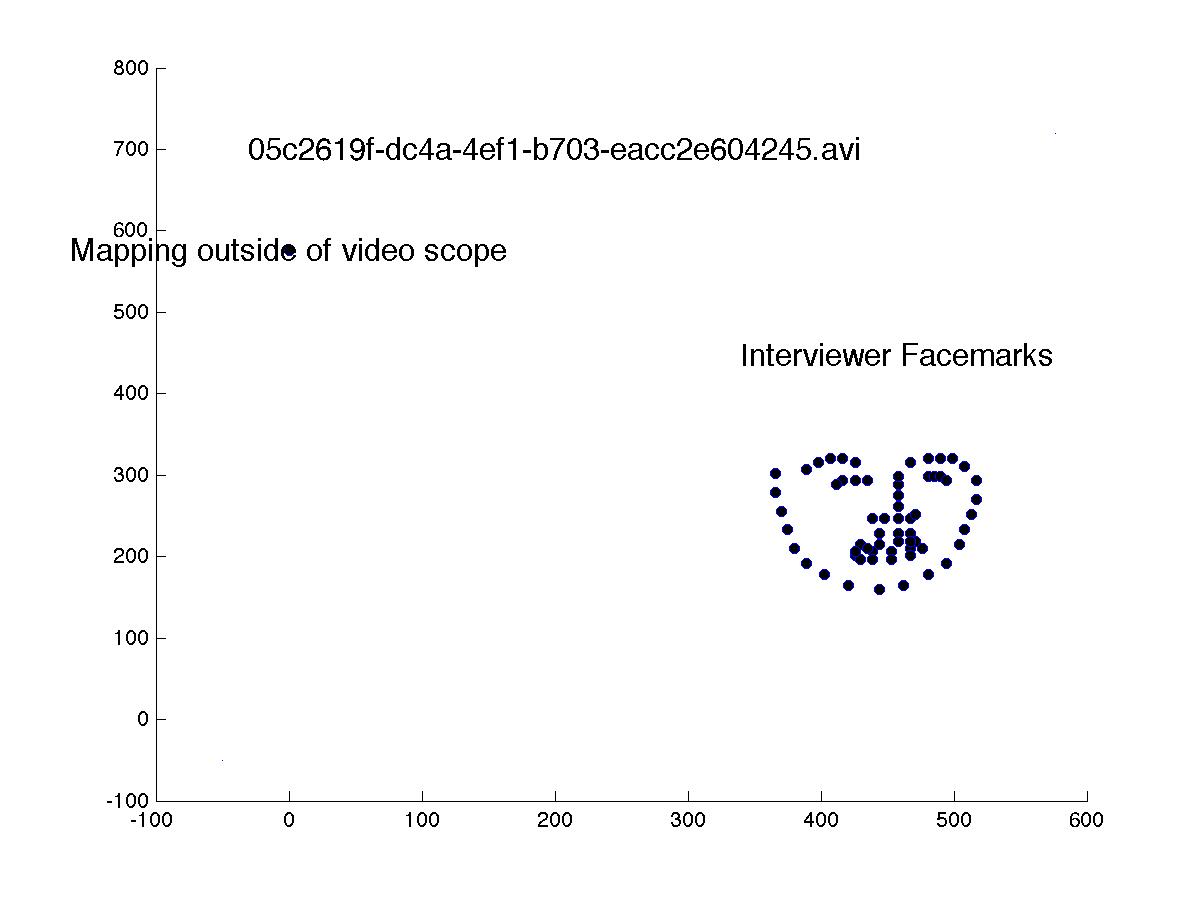 800
700
05c2619f-dc4a-4ef1-b703-eacc2e604245.avi
600
Mapping outside of video scope
500
Interviewer Facemarks
400
300
200
100
0
-100
-100 0 100 200 300 400 500 600